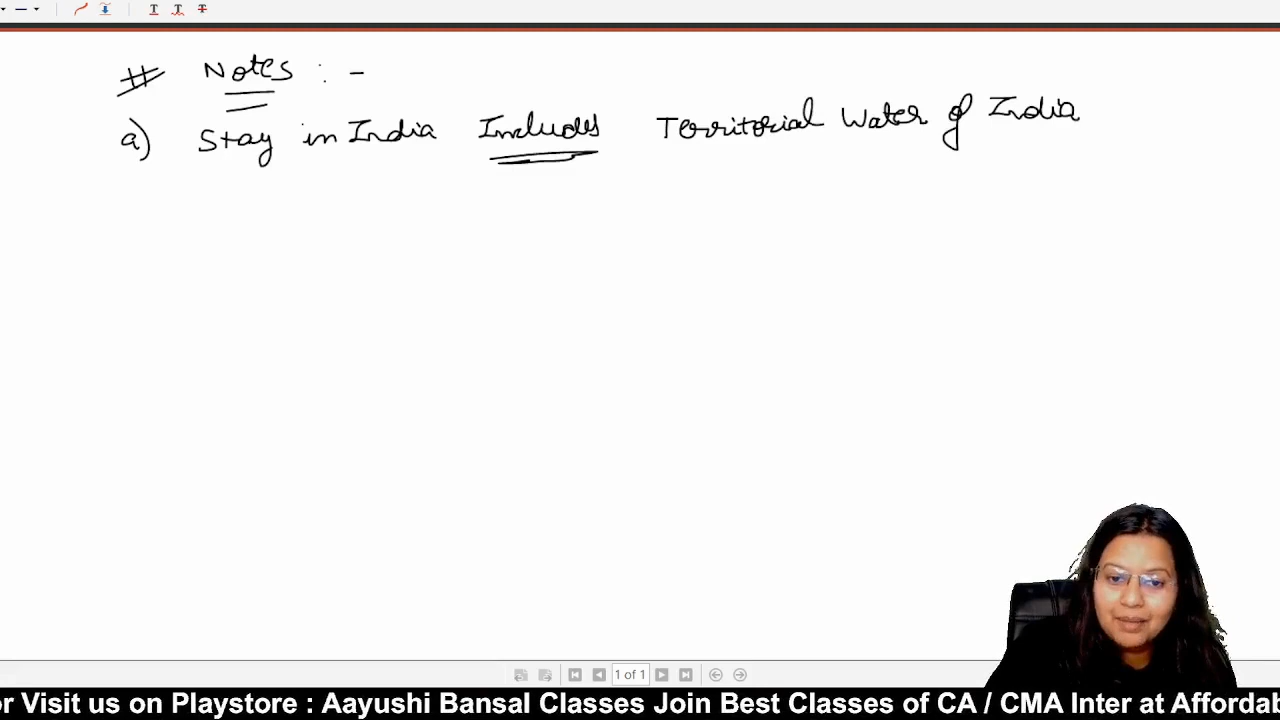 # Notes : -
a) Stay in India Includes Territorial Water of India
1 of 1
or Visit us on Playstore : Aayushi Bansal Classes Join Best Classes of CA / CMA Inter at Affordab